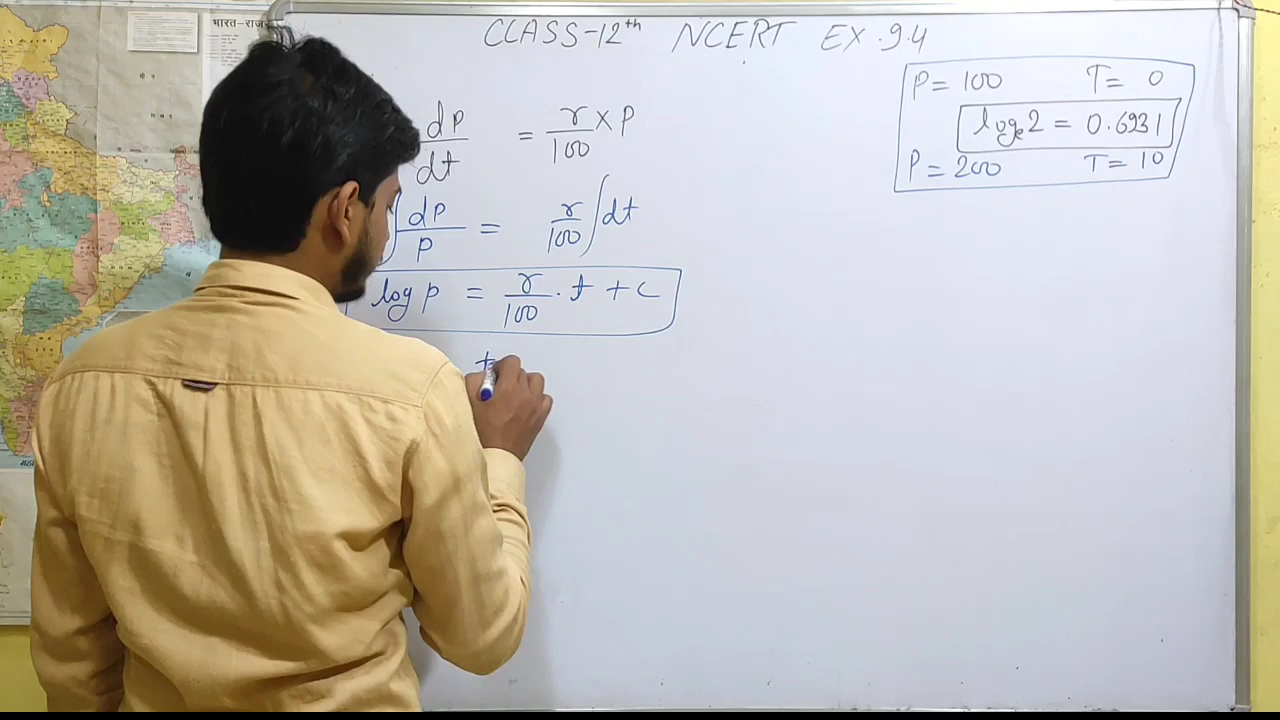 भारत-राज
CLASS-12th NCERT EX.9.
dP/dt = r/100 × P
∫ dP/P = r/100 ∫ dt
log P = r/100 . t + C
t
P = 100 T = 0
logₑ2 = 0.6931
P = 200 T = 10